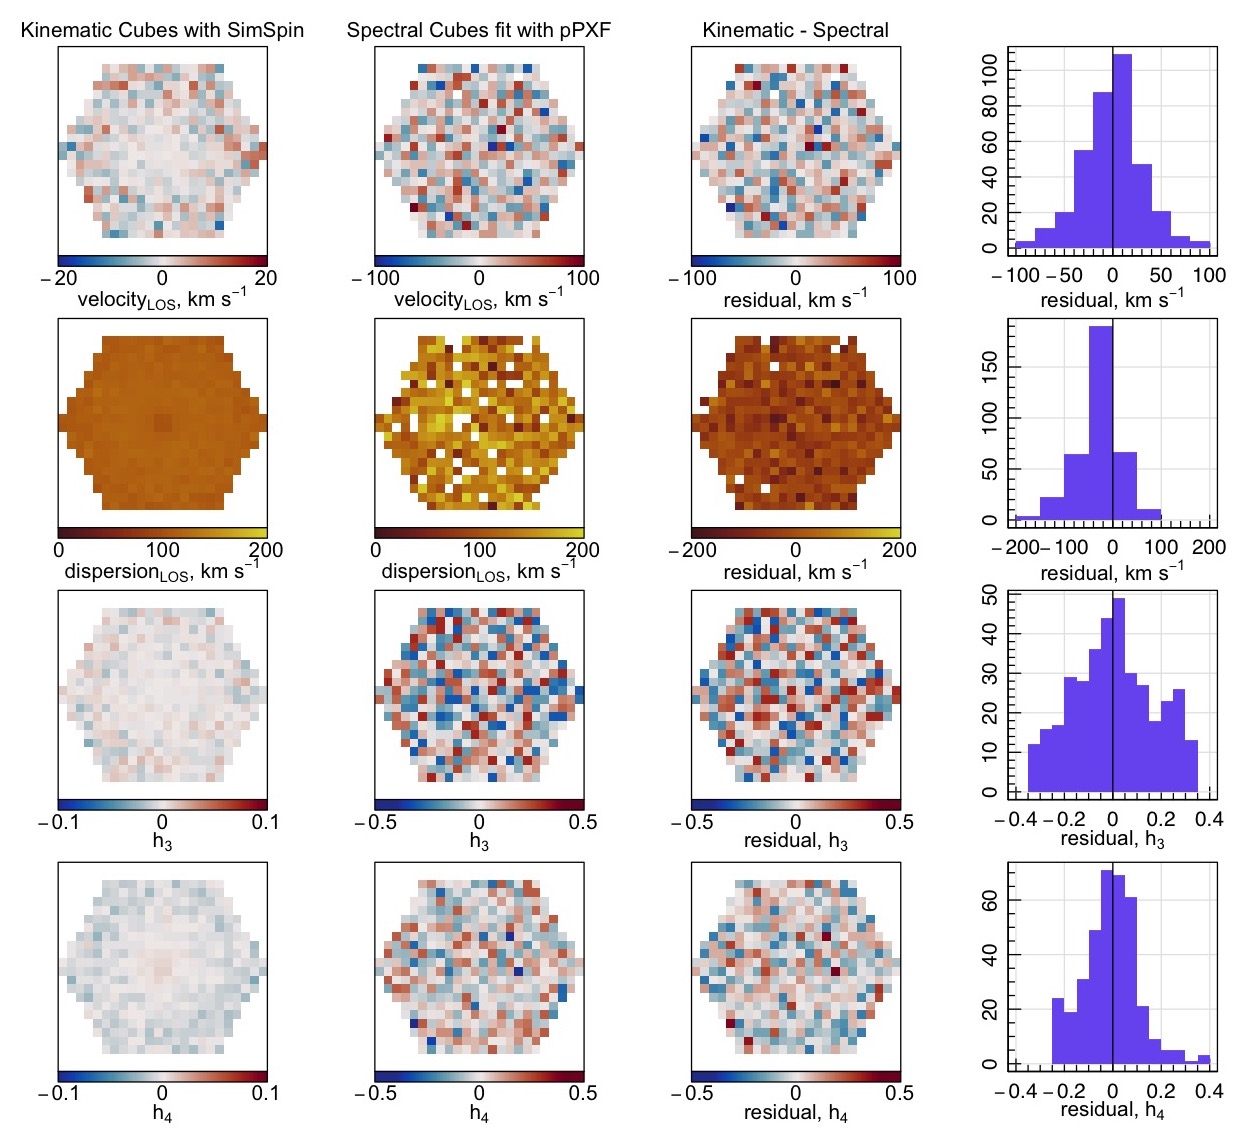 Kinematic Cubes with SimSpin Spectral Cubes fit with pPXF Kinematic - Spectral
0 20 40 60 80 100
−20 0 20 −100 0 100 −100 0 100 −100 −50 0 50 100
velocityLOS, km s−1 velocityLOS, km s−1 residual, km s−1 residual, km s−1
0 50 100 150
0 100 200 0 100 200 −200 0 200 −200 −100 0 100 200
dispersionLOS, km s−1 dispersionLOS, km s−1 residual, km s−1 residual, km s−1
0 10 20 30 40 50
−0.1 0 0.1 −0.5 0 0.5 −0.5 0 0.5 −0.4 −0.2 0 0.2 0.4
h3 h3 residual, h3 residual, h3
0 20 40 60
−0.1 0 0.1 −0.5 0 0.5 −0.5 0 0.5 −0.4 −0.2 0 0.2 0.4
h4 h4 residual, h4 residual, h4